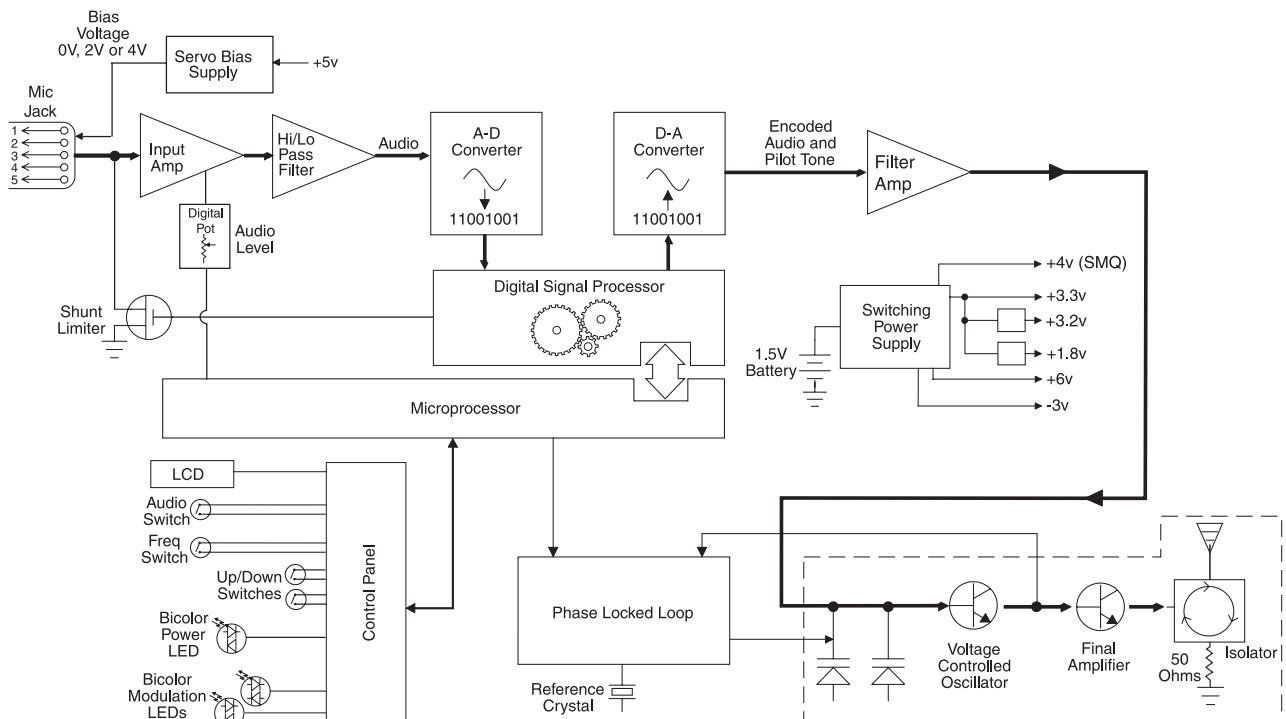 Bias
Voltage
0V, 2V or 4V
Servo Bias
Supply
+5v
Mic
Jack
1
2
3
4
5
Input
Amp
Hi/Lo
Pass
Filter
Audio
A-D
Converter
11001001
D-A
Converter
11001001
Encoded
Audio and
Pilot Tone
Filter
Amp
Digital
Pot
Audio
Level
Shunt
Limiter
Digital Signal Processor
Microprocessor
1.5V
Battery
Switching
Power
Supply
+4v (SMQ)
+3.3v
+3.2v
+1.8v
+6v
-3v
LCD
Audio
Switch
Freq
Switch
Up/Down
Switches
Bicolor
Power
LED
Bicolor
Modulation
LEDs
Control Panel
Phase Locked Loop
Reference
Crystal
Voltage
Controlled
Oscillator
Final
Amplifier
50
Ohms
Isolator